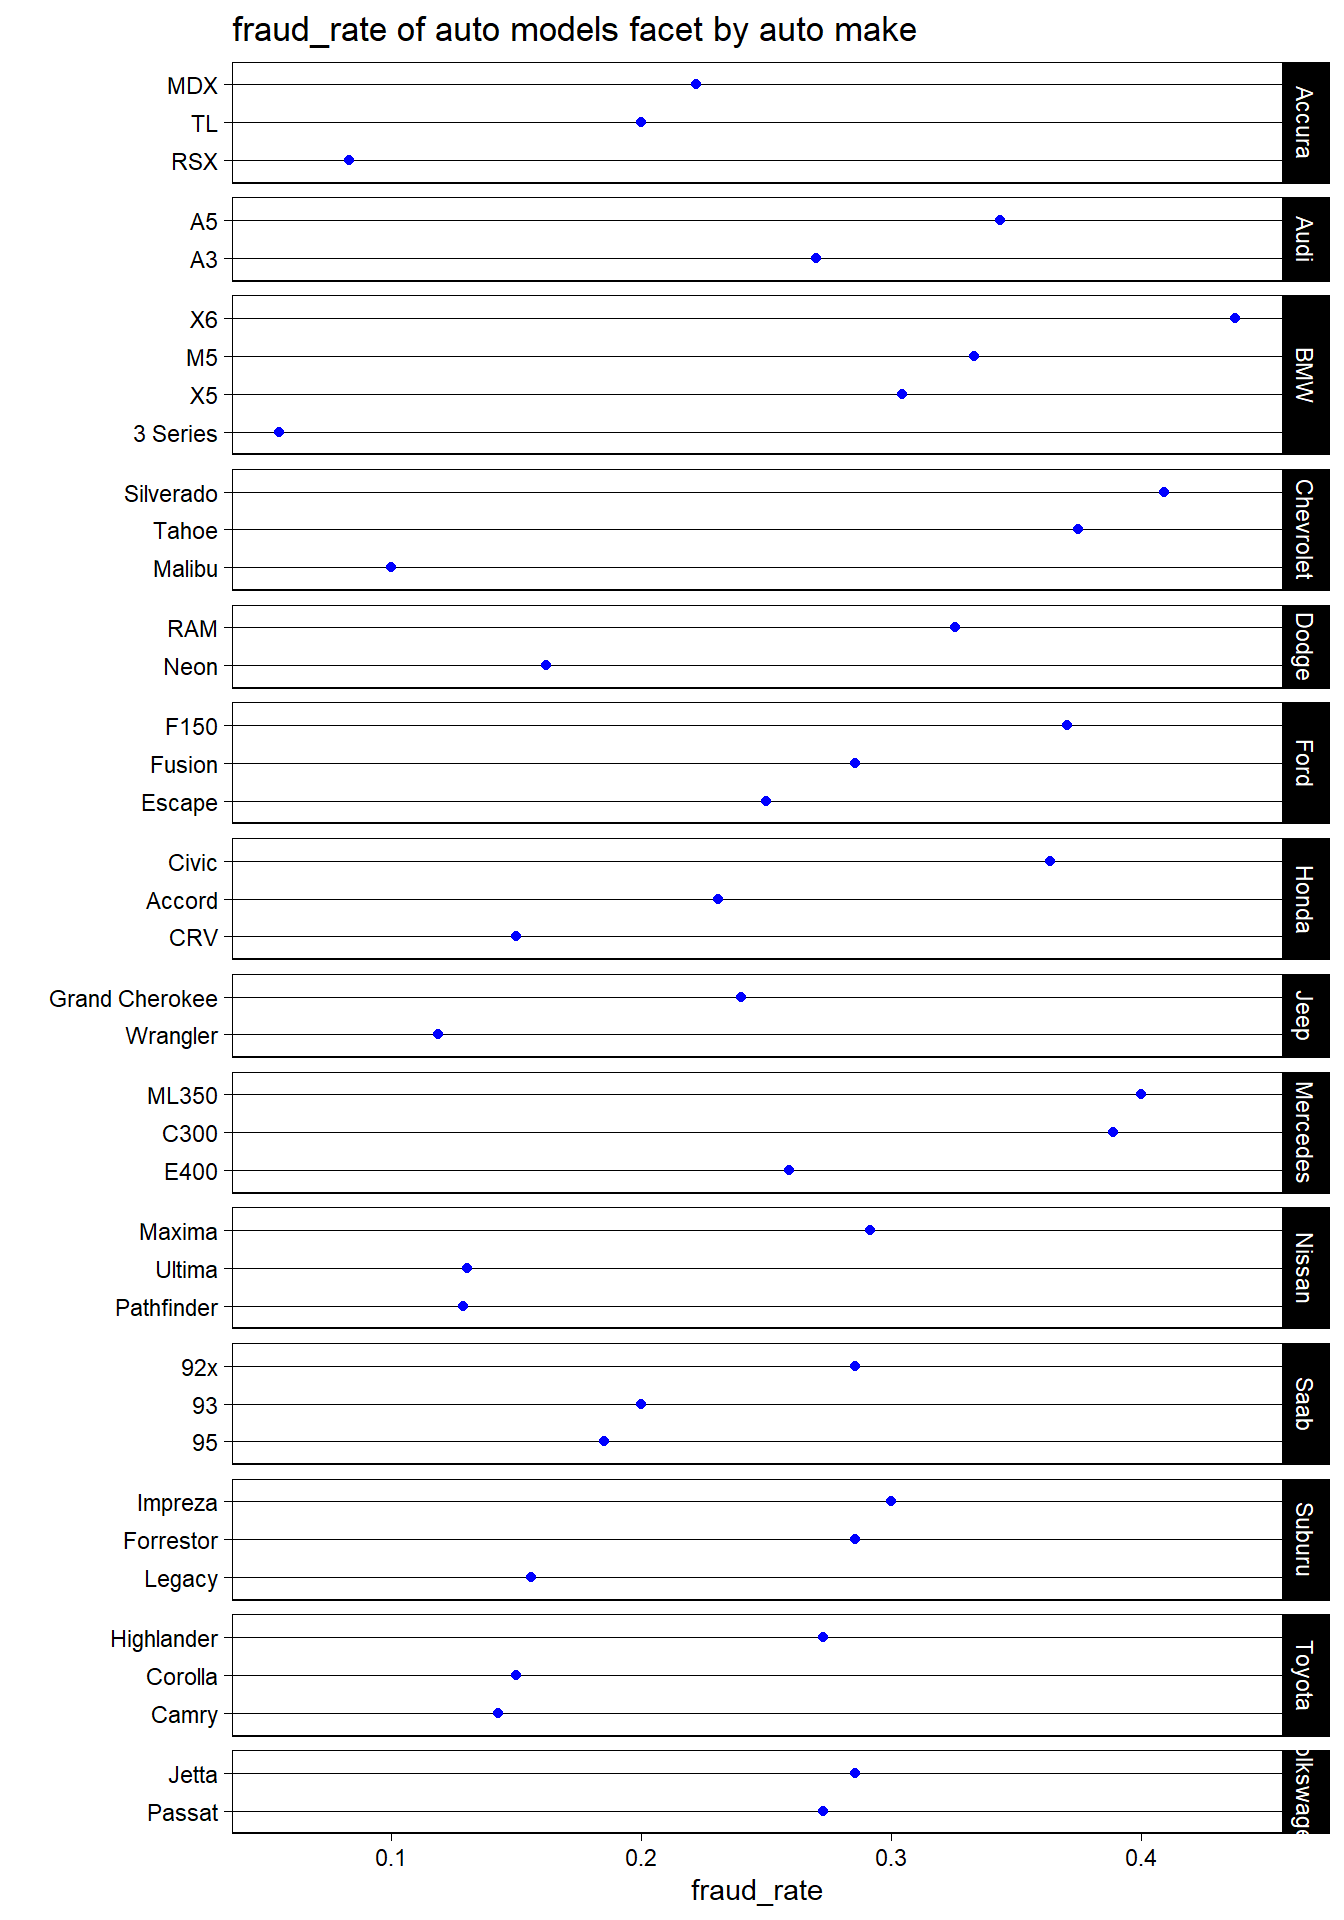 fraud_rate of auto models facet by auto make
MDX
TL
RSX
Accura
A5
A3
Audi
X6
M5
X5
3 Series
BMW
Silverado
Tahoe
Malibu
Chevrolet
RAM
Neon
Dodge
F150
Fusion
Escape
Ford
Civic
Accord
CRV
Honda
Grand Cherokee
Wrangler
Jeep
ML350
C300
E400
Mercedes
Maxima
Ultima
Pathfinder
Nissan
92x
93
95
Saab
Impreza
Forrestor
Legacy
Suburu
Highlander
Corolla
Camry
Toyota
Jetta
Passat
olkswage
0.1 0.2 0.3 0.4
fraud_rate